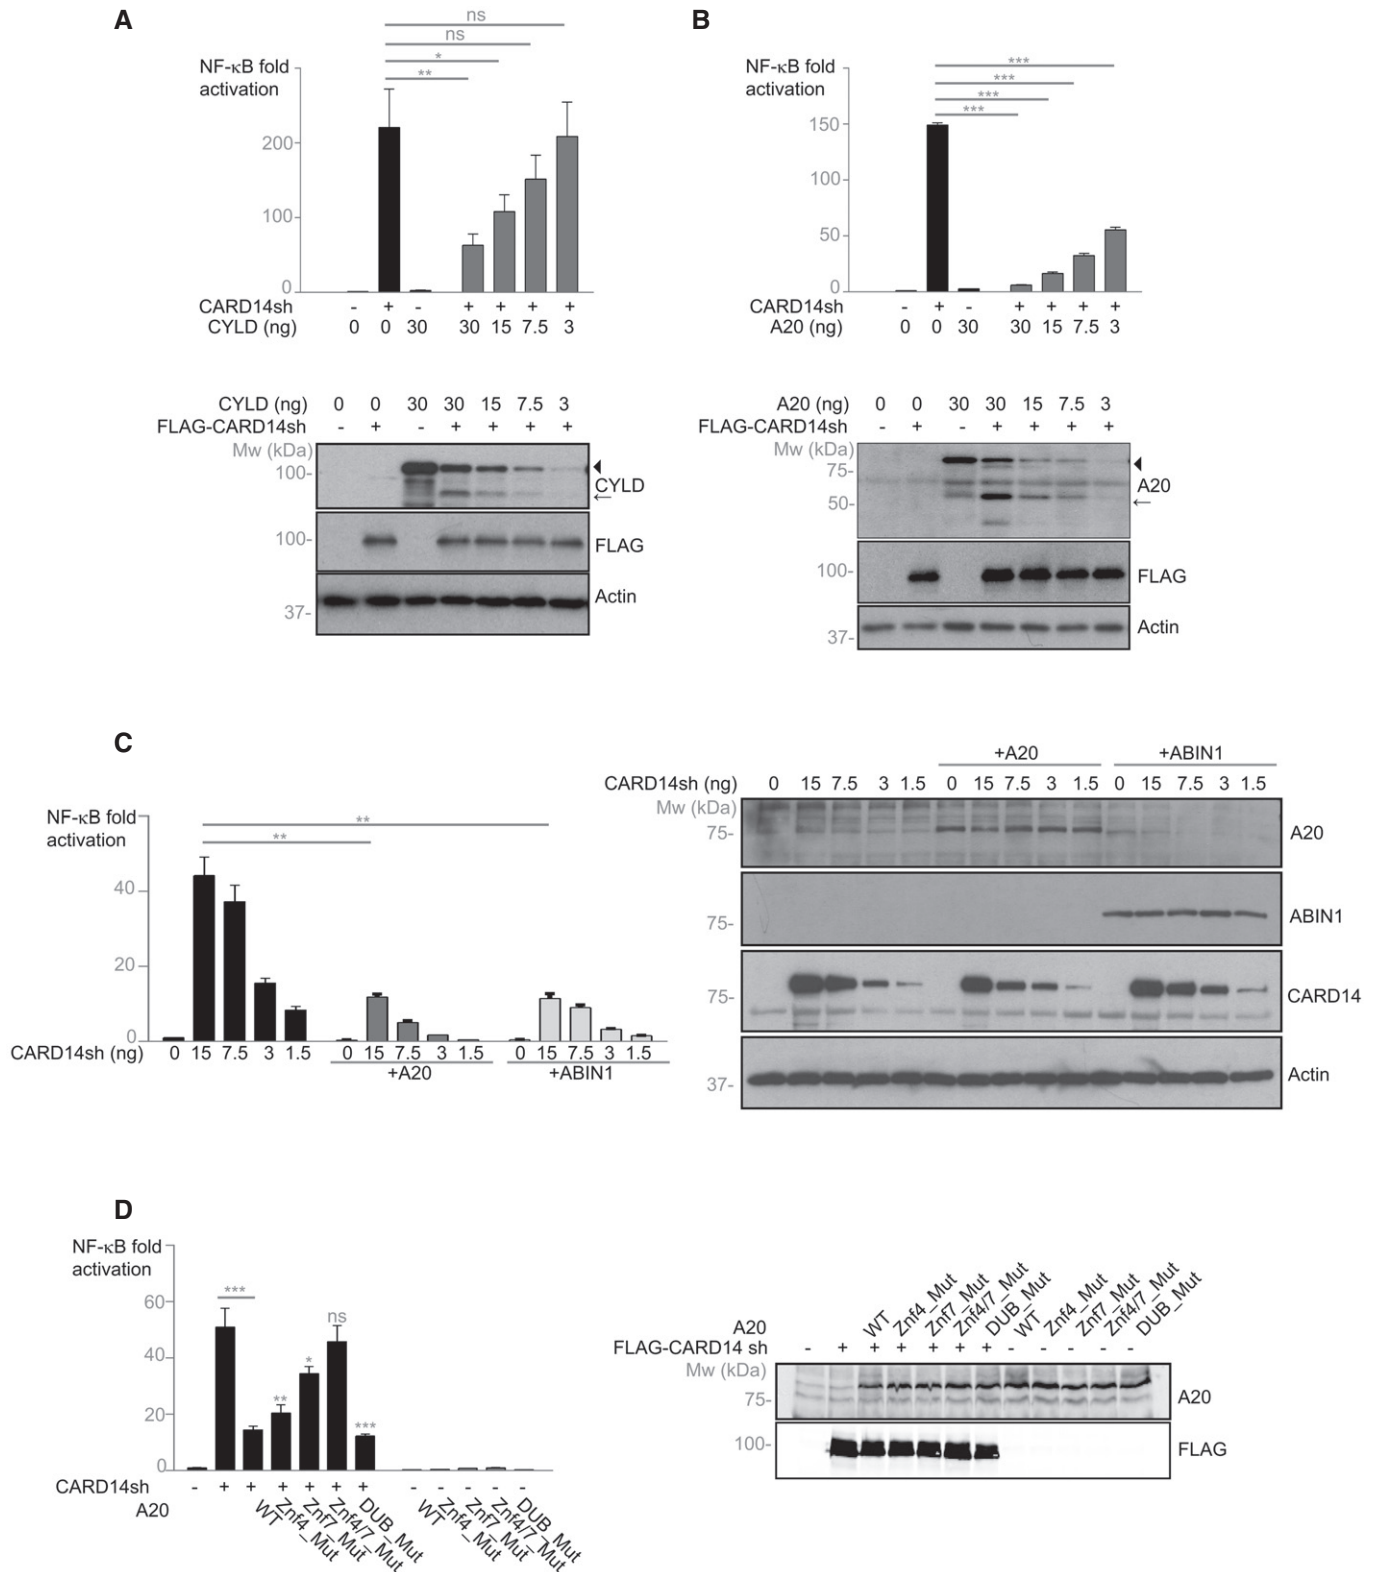 A
ns
ns
*
**
NF-κB fold
activation
200
100
0
CARD14sh - + - + + + +
CYLD (ng) 0 0 30 30 15 7.5 3
CYLD (ng) 0 0 30 30 15 7.5 3
FLAG-CARD14sh - + - + + + +
Mw (kDa)
100-
CYLD
←
100-
FLAG
Actin
37-
B
***
***
***
***
NF-κB fold
activation
150
100
50
0
CARD14sh - + - + + + +
A20 (ng) 0 0 30 30 15 7.5 3
A20 (ng) 0 0 30 30 15 7.5 3
FLAG-CARD14sh - + - + + + +
Mw (kDa)
75-
A20
50-
←
100-
FLAG
Actin
37-
C
NF-κB fold
activation
**
**
40
20
0
CARD14sh (ng) 0 15 7.5 3 1.5 0 15 7.5 3 1.5 0 15 7.5 3 1.5
+A20 +ABIN1
+A20 +ABIN1
CARD14sh (ng) 0 15 7.5 3 1.5 0 15 7.5 3 1.5 0 15 7.5 3 1.5
Mw (kDa)
75-
A20
ABIN1
75-
CARD14
75-
Actin
37-
D
NF-κB fold
activation
60
40
20
0
***
**
*
ns
***
CARD14sh - + + + + + + - - - - -
A20 WT Znf4_Mut Znf7_Mut Znf4/7_Mut DUB_Mut WT Znf4_Mut Znf7_Mut Znf4/7_Mut DUB_Mut
A20 WT Znf4_Mut Znf7_Mut Znf4/7_Mut DUB_Mut WT Znf4_Mut Znf7_Mut Znf4/7_Mut DUB_Mut
FLAG-CARD14 sh - + + + + + + - - - - -
Mw (kDa)
75-
A20
100-
FLAG